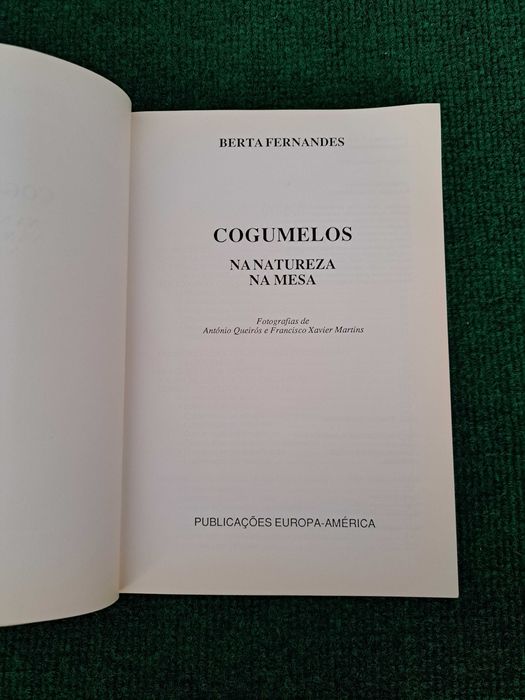 BERTA FERNANDES
COGUMELOS
NA NATUREZA
NA MESA
Fotografias de
António Queirós e Francisco Xavier Martins
PUBLICAÇÕES EUROPA-AMÉRICA